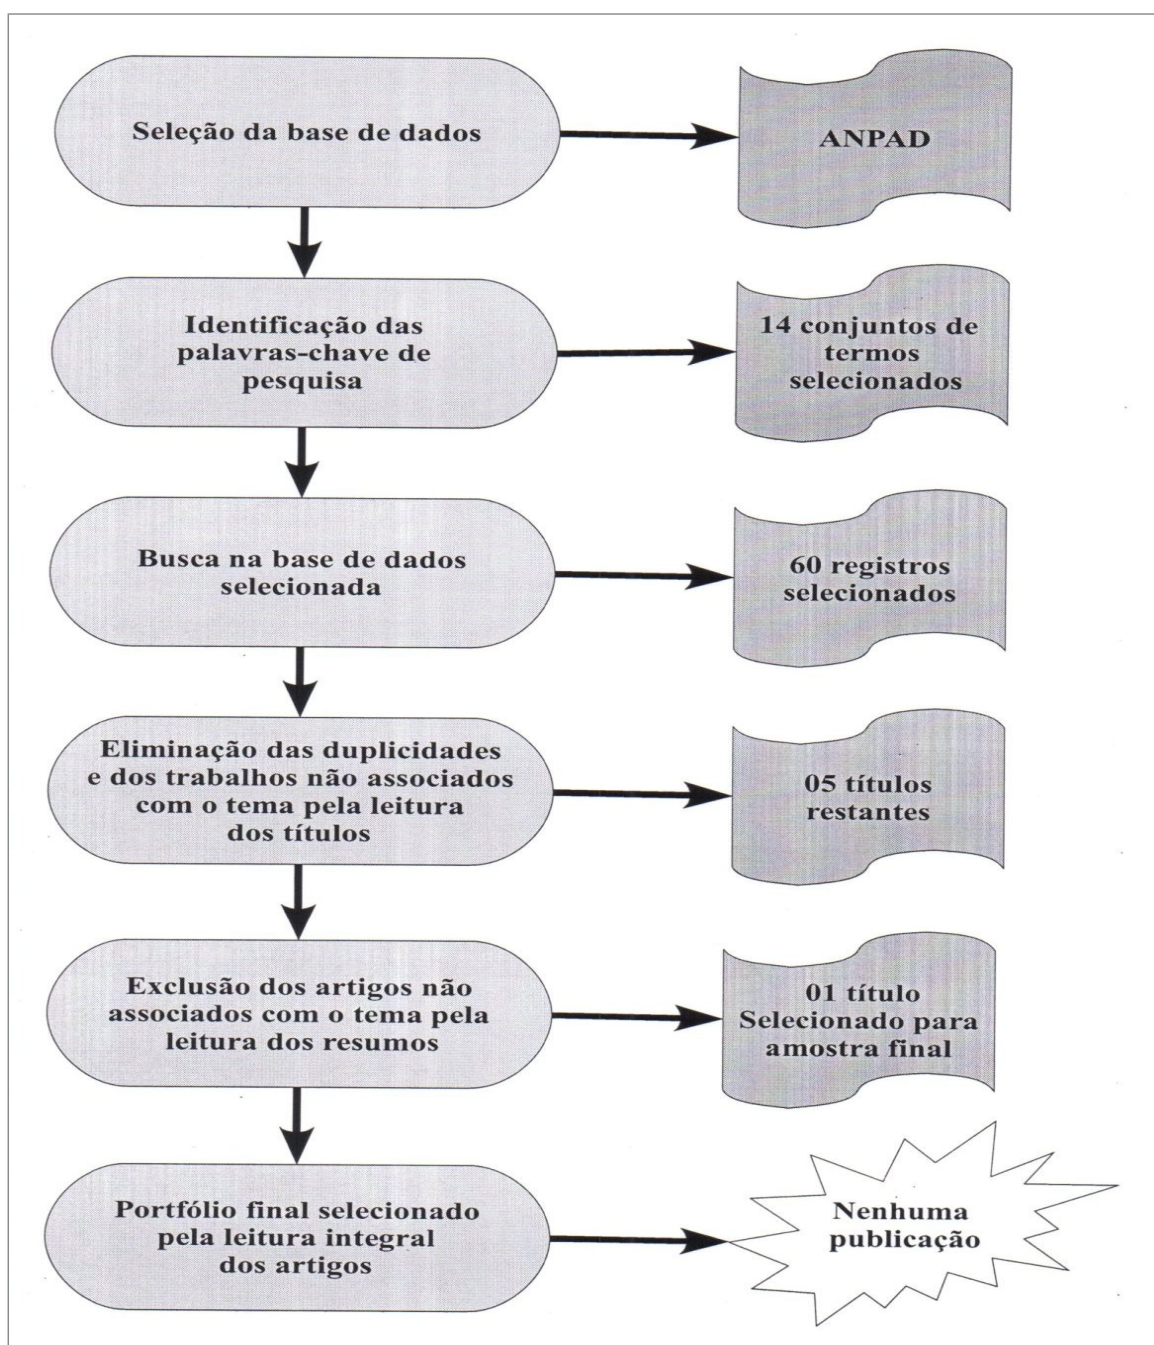 Seleção da base de dados
ANPAD
Identificação das
palavras-chave de
pesquisa
14 conjuntos de
termos
selecionados
Busca na base de dados
selecionada
60 registros
selecionados
Eliminação das duplicidades
e dos trabalhos não associados
com o tema pela leitura
dos títulos
05 títulos
restantes
Exclusão dos artigos não
associados com o tema pela
leitura dos resumos
01 título
Selecionado para
amostra final
Portfólio final selecionado
pela leitura integral
dos artigos
Nenhuma
publicação